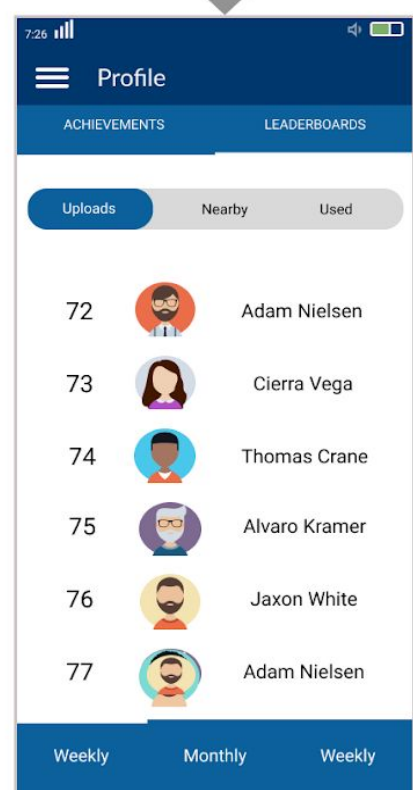 7:26
Profile
ACHIEVEMENTS LEADERBOARDS
Uploads Nearby Used
72 Adam Nielsen
73 Cierra Vega
74 Thomas Crane
75 Alvaro Kramer
76 Jaxon White
77 Adam Nielsen
Weekly Monthly Weekly